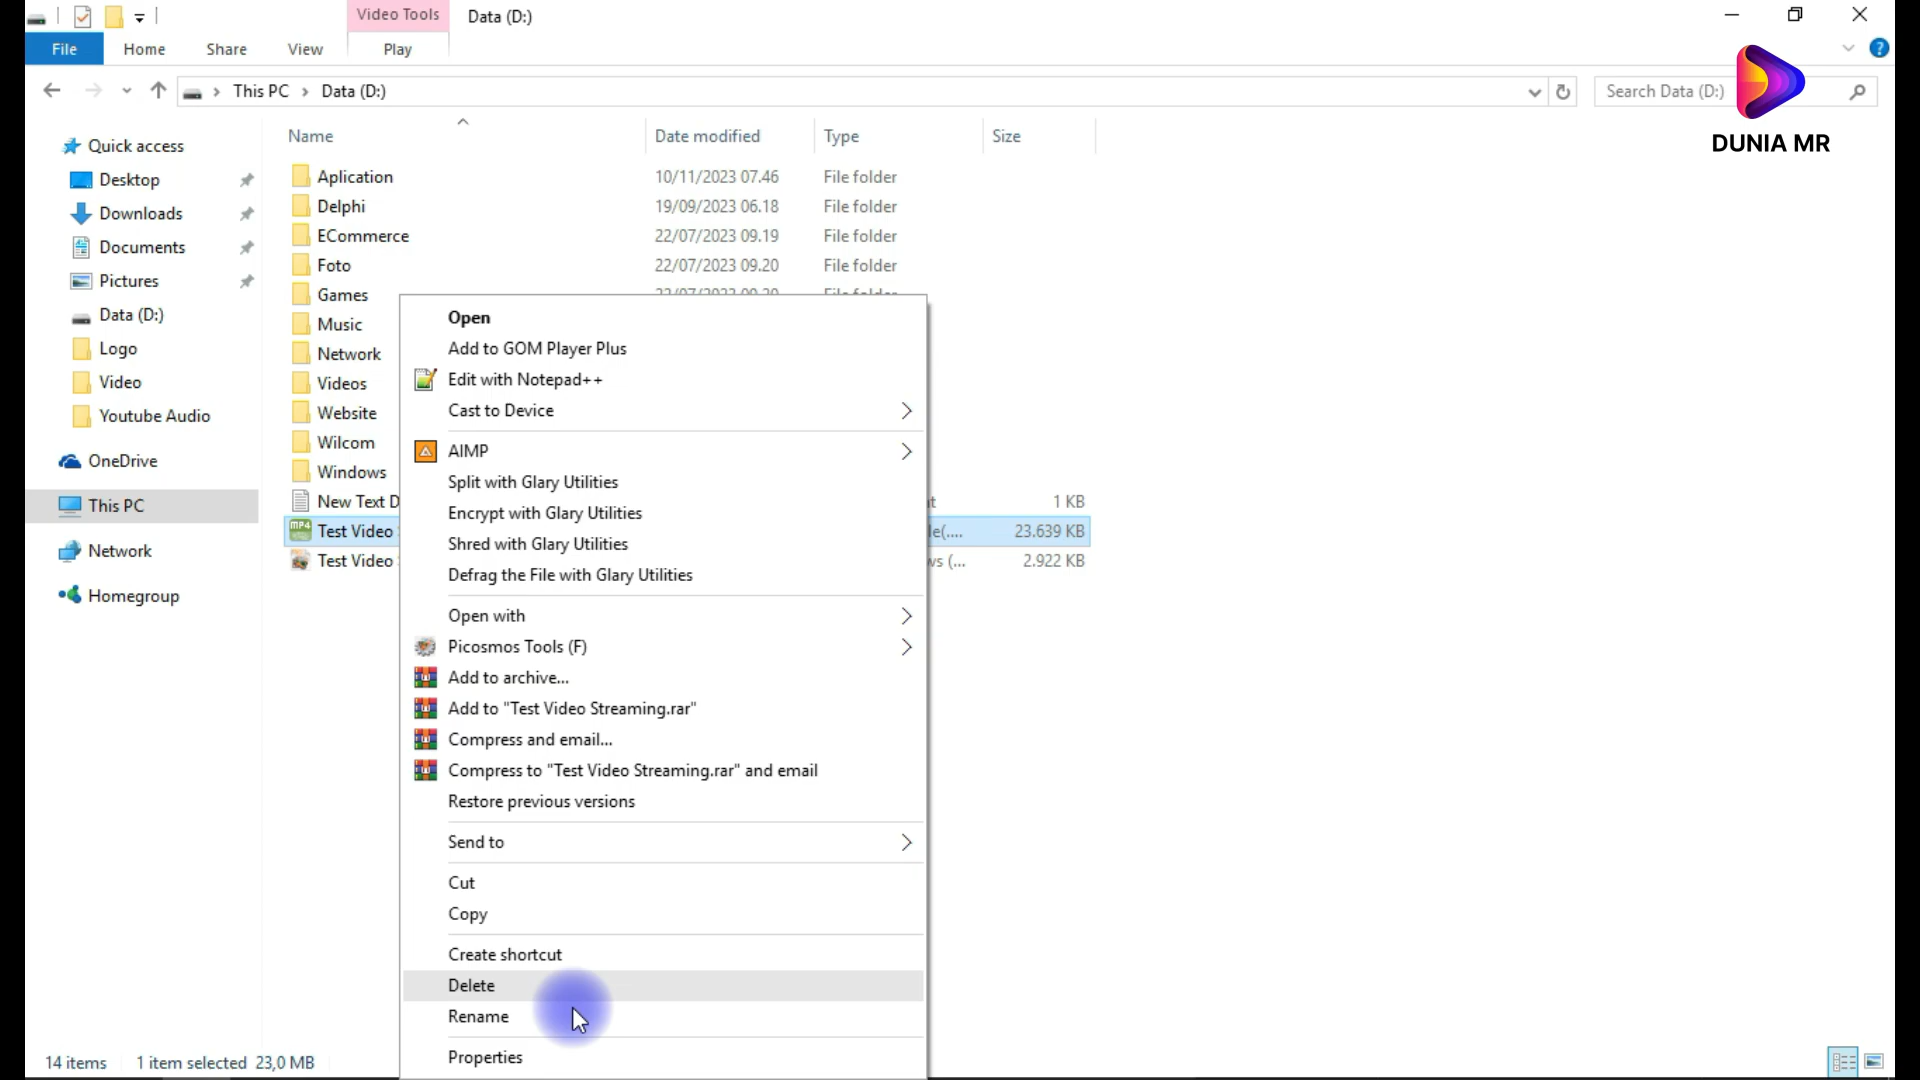 Video Tools
Data (D:)
File
Home
Share
View
Play
This PC
Data (D:)
Search Data (D:)
DUNIA MR
Name
Date modified
Type
Size
Quick access
Desktop
Downloads
Documents
Pictures
Data (D:)
Logo
Video
Youtube Audio
OneDrive
This PC
Network
Homegroup
Aplication 10/11/2023 07.46 File folder
Delphi 19/09/2023 06.18 File folder
ECommerce 22/07/2023 09.19 File folder
Foto 22/07/2023 09.20 File folder
Games
Music
Network
Videos
Website
Wilcom
Windows
New Text D
1 KB
MP4
Test Video
le(....
23.639 KB
Test Video
ws (...
2.922 KB
Open
Add to GOM Player Plus
Edit with Notepad++
Cast to Device
AIMP
Split with Glary Utilities
Encrypt with Glary Utilities
Shred with Glary Utilities
Defrag the File with Glary Utilities
Open with
Picosmos Tools (F)
Add to archive...
Add to "Test Video Streaming.rar"
Compress and email...
Compress to "Test Video Streaming.rar" and email
Restore previous versions
Send to
Cut
Copy
Create shortcut
Delete
Rename
Properties
14 items
1 item selected 23,0 MB